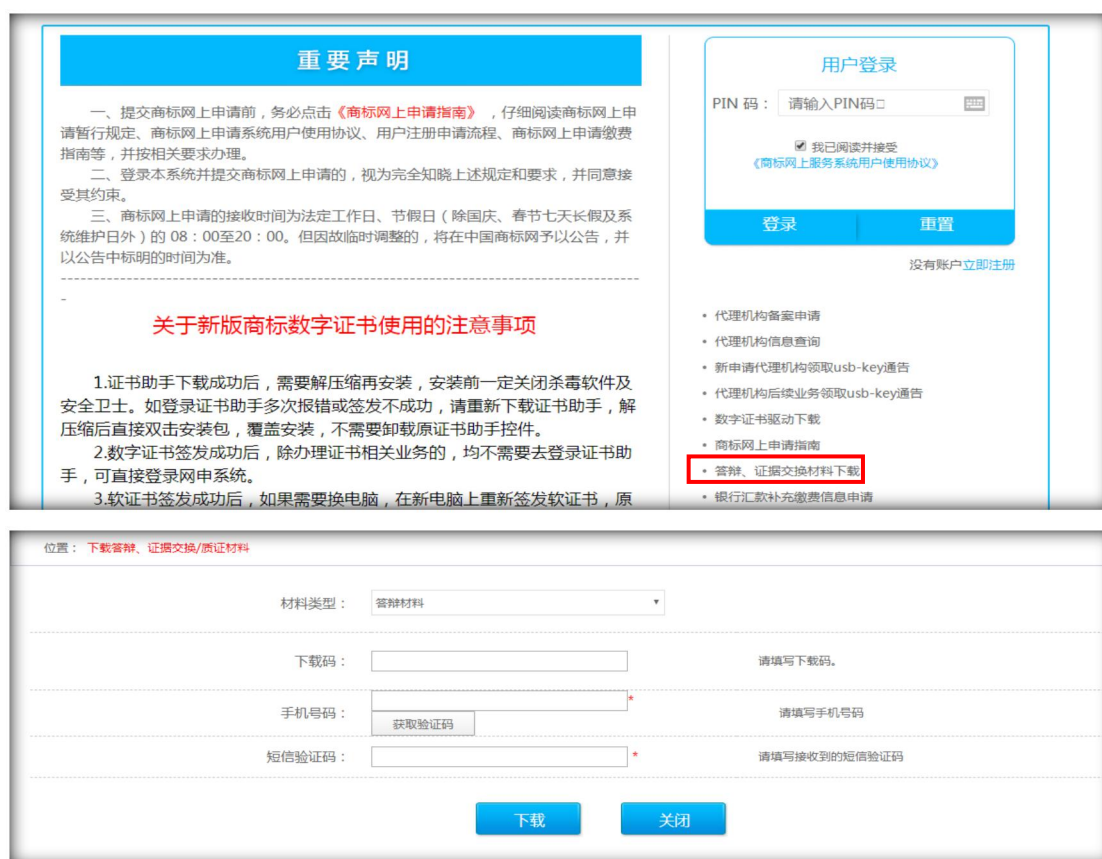 重要声明
一、提交商标网上申请前，务必点击《商标网上申请指南》，仔细阅读商标网上申
请暂行规定、商标网上申请系统用户使用协议、用户注册申请流程、商标网上申请缴费
指南等，并按相关要求办理。
二、登录本系统并提交商标网上申请的，视为完全知晓上述规定和要求，并同意接
受其约束。
三、商标网上申请的接收时间为法定工作日、节假日（除国庆、春节七天长假及系
统维护日外）的 08：00至20：00。但因故临时调整的，将在中国商标网予以公告，并
以公告中标明的时间为准。
关于新版商标数字证书使用的注意事项
1.证书助手下载成功后，需要解压缩再安装，安装前一定关闭杀毒软件及
安全卫士。如登录证书助手多次报错或签发不成功，请重新下载证书助手，解
压缩后直接双击安装包，覆盖安装，不需要卸载原证书助手控件。
2.数字证书签发成功后，除办理证书相关业务的，均不需要去登录证书助
手，可直接登录网申系统。
3.软证书签发成功后，如果需要换电脑，在新电脑上重新签发软证书，原
用户登录
PIN 码： 请输入PIN码□
我已阅读并接受
《商标网上服务系统用户使用协议》
登录 重置
没有账户立即注册
• 代理机构备案申请
• 代理机构信息查询
• 新申请代理机构领取usb-key通告
• 代理机构后续业务领取usb-key通告
• 数字证书驱动下载
• 商标网上申请指南
• 答辩、证据交换材料下载
• 银行汇款补充缴费信息申请
位置： 下载答辩、证据交换/质证材料
材料类型： 答辩材料
下载码： 请填写下载码。
手机号码： * 请填写手机号码
获取验证码
短信验证码： * 请填写接收到的短信验证码
下载 关闭